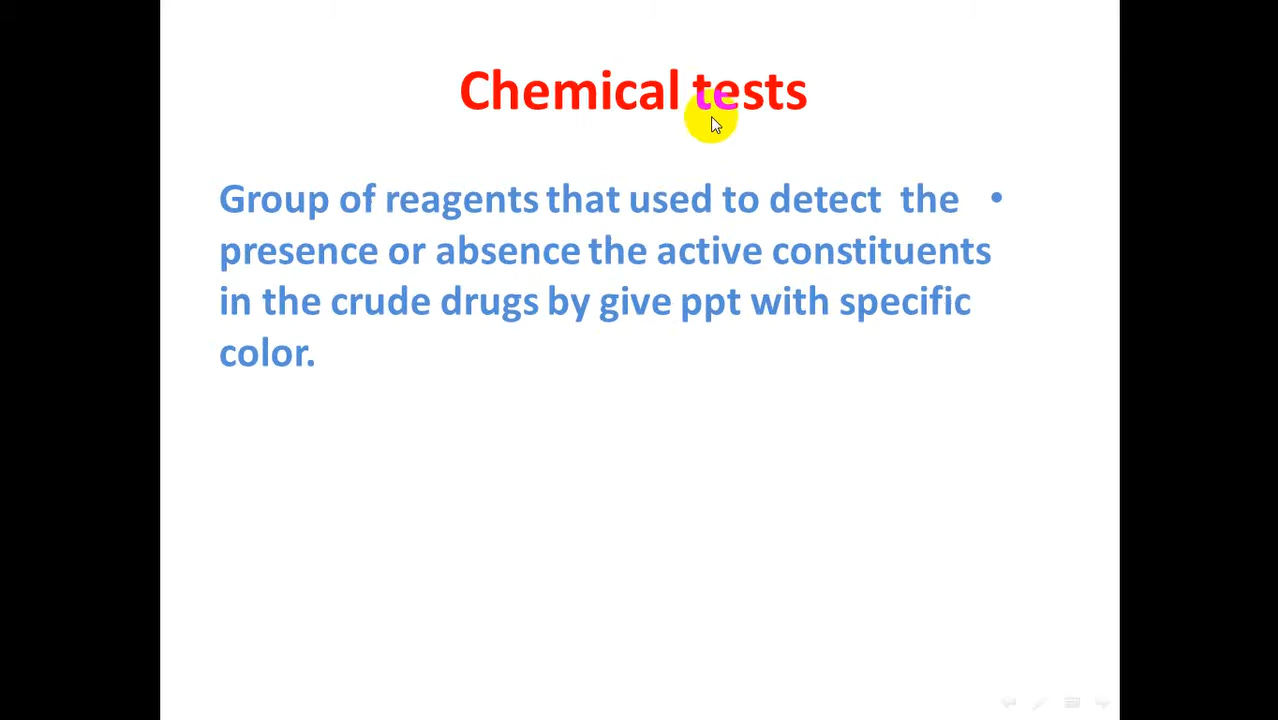 Chemical tests
Group of reagents that used to detect  the •
presence or absence the active constituents
in the crude drugs by give ppt with specific
color.